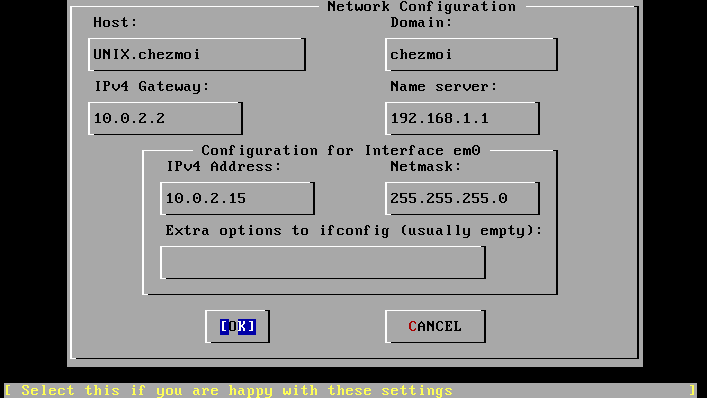 Network Configuration
Host: Domain:
UNIX.chezmoi chezmoi
IPv4 Gateway: Name server:
10.0.2.2 192.168.1.1
Configuration for Interface em0
IPv4 Address: Netmask:
10.0.2.15 255.255.255.0
Extra options to ifconfig (usually empty):
[OK] CANCEL
[ Select this if you are happy with these settings ]